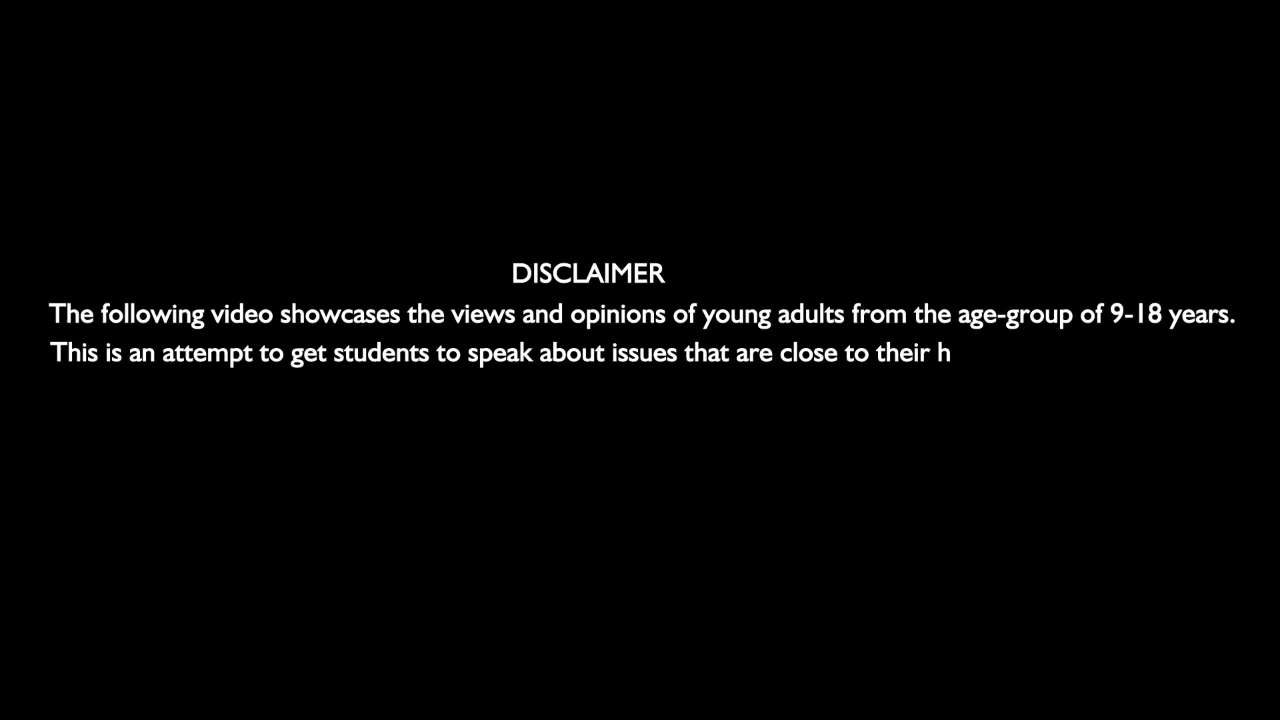 DISCLAIMER
The following video showcases the views and opinions of young adults from the age-group of 9-18 years.
This is an attempt to get students to speak about issues that are close to their h